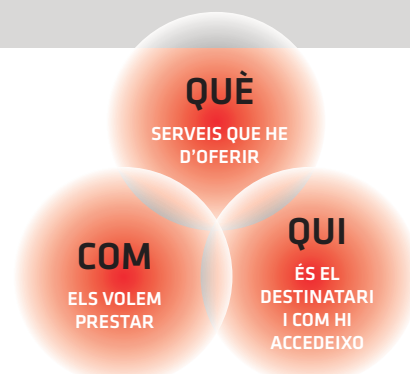 QUÈ
SERVEIS QUE HE
D'OFERIR
COM
ELS VOLEM
PRESTAR
QUI
ÉS EL
DESTINATARI
I COM HI
ACCEDEIXO